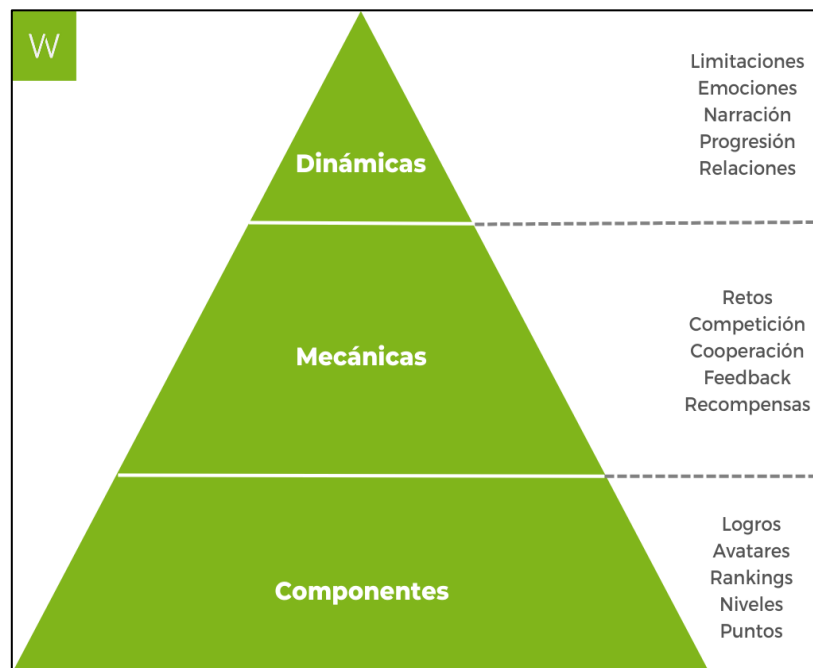 W
Limitaciones
Emociones
Narración
Progresión
Relaciones
Dinámicas
Retos
Competición
Cooperación
Feedback
Recompensas
Mecánicas
Logros
Avatares
Rankings
Niveles
Puntos
Componentes